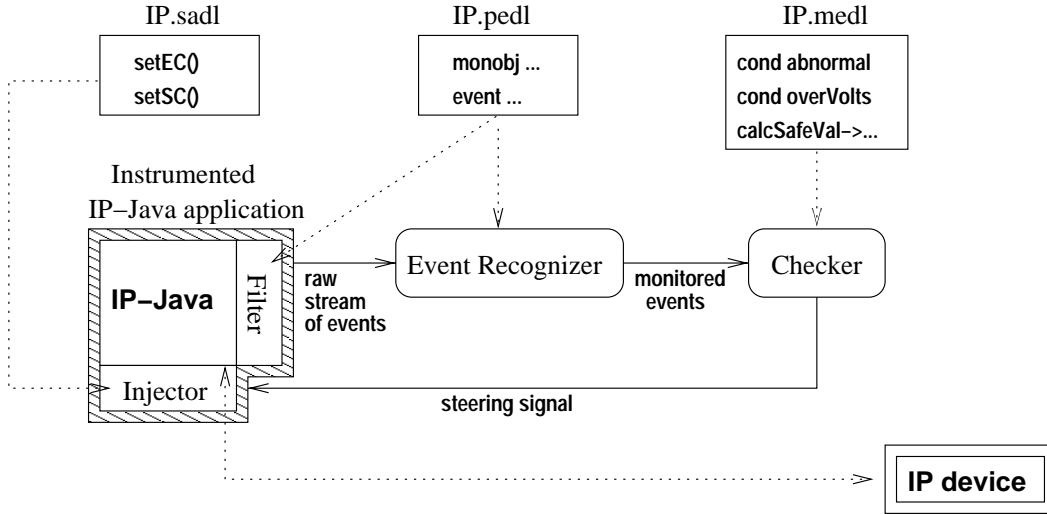 IP.sadl
IP.pedl
IP.medl
setEC()
setSC()
monobj ...
event ...
cond abnormal
cond overVolts
calcSafeVal−>...
Instrumented
IP−Java application
IP−Java
Filter
Injector
raw
stream
of events
Event Recognizer
monitored
events
Checker
steering signal
IP device